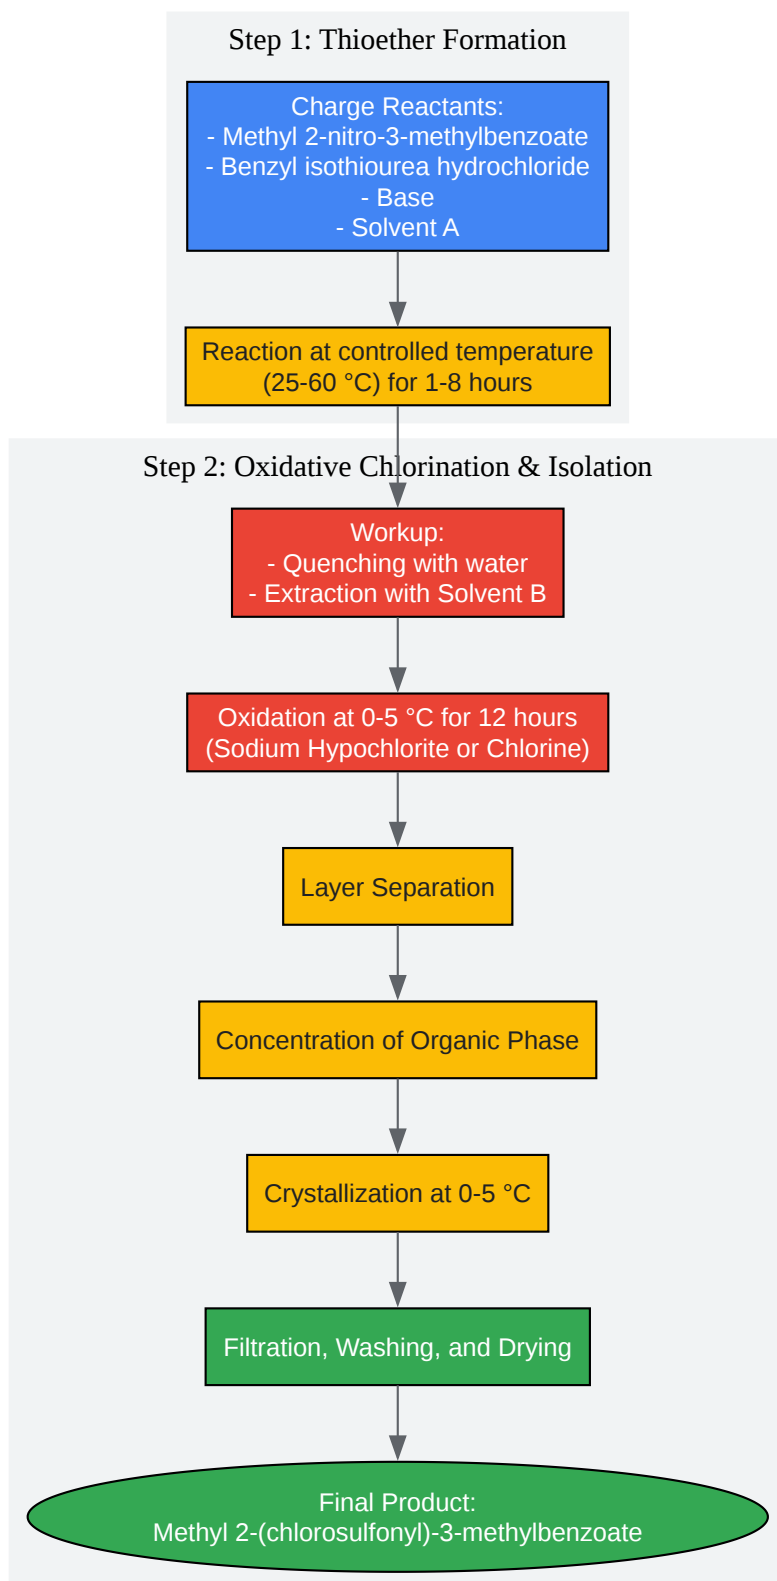 Step 1: Thioether Formation
Charge Reactants:
- Methyl 2-nitro-3-methylbenzoate
- Benzyl isothiourea hydrochloride
- Base
- Solvent A
Reaction at controlled temperature
(25-60 °C) for 1-8 hours
Step 2: Oxidative Chlorination & Isolation
Workup:
- Quenching with water
- Extraction with Solvent B
Oxidation at 0-5 °C for 12 hours
(Sodium Hypochlorite or Chlorine)
Layer Separation
Concentration of Organic Phase
Crystallization at 0-5 °C
Filtration, Washing, and Drying
Final Product:
Methyl 2-(chlorosulfonyl)-3-methylbenzoate